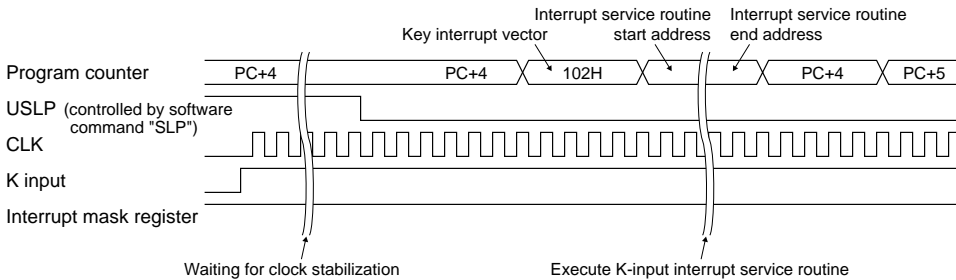 Interrupt service routine
start address
Interrupt service routine
end address
Key interrupt vector
Program counter
PC+4
PC+4
102H
PC+4
PC+5
USLP (controlled by software
command "SLP")
CLK
K input
Interrupt mask register
Waiting for clock stabilization
Execute K-input interrupt service routine